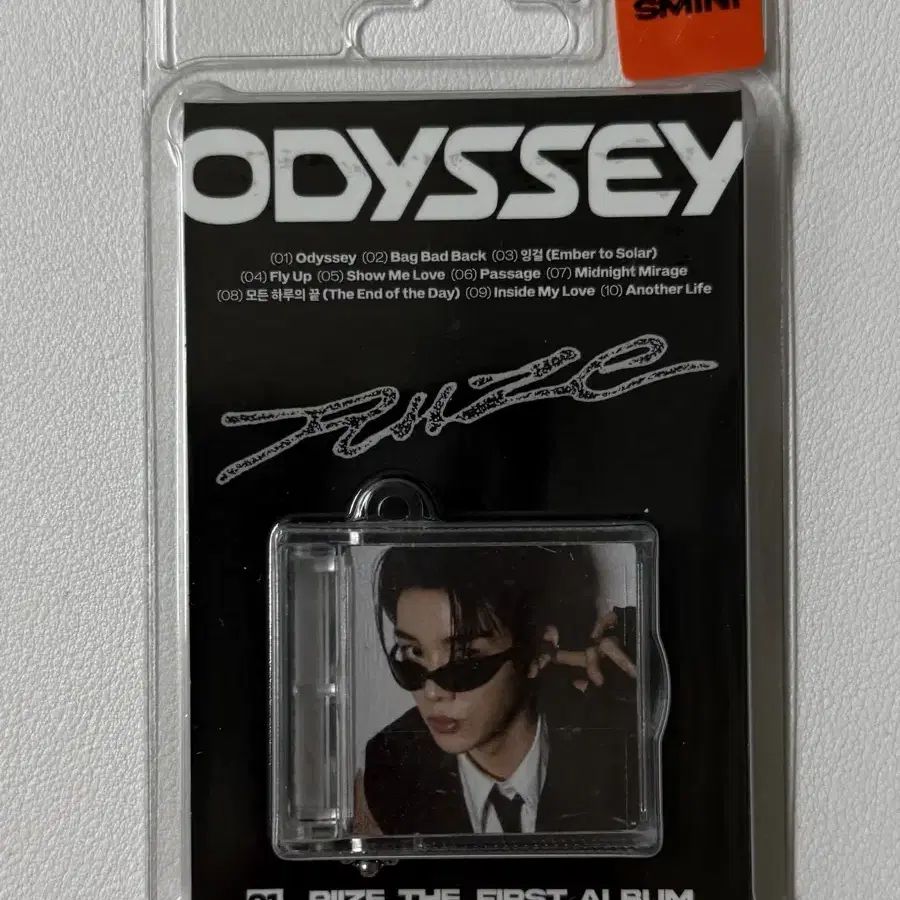 SMINI
ODYSSEY
(01) Odyssey (02) Bag Bad Back (03) 잉걸 (Ember to Solar)
(04) Fly Up (05) Show Me Love (06) Passage (07) Midnight Mirage
(08) 모든 하루의 끝 (The End of the Day) (09) Inside My Love (10) Another Life
RIIZE
01 RIIZE THE FIRST ALBUM